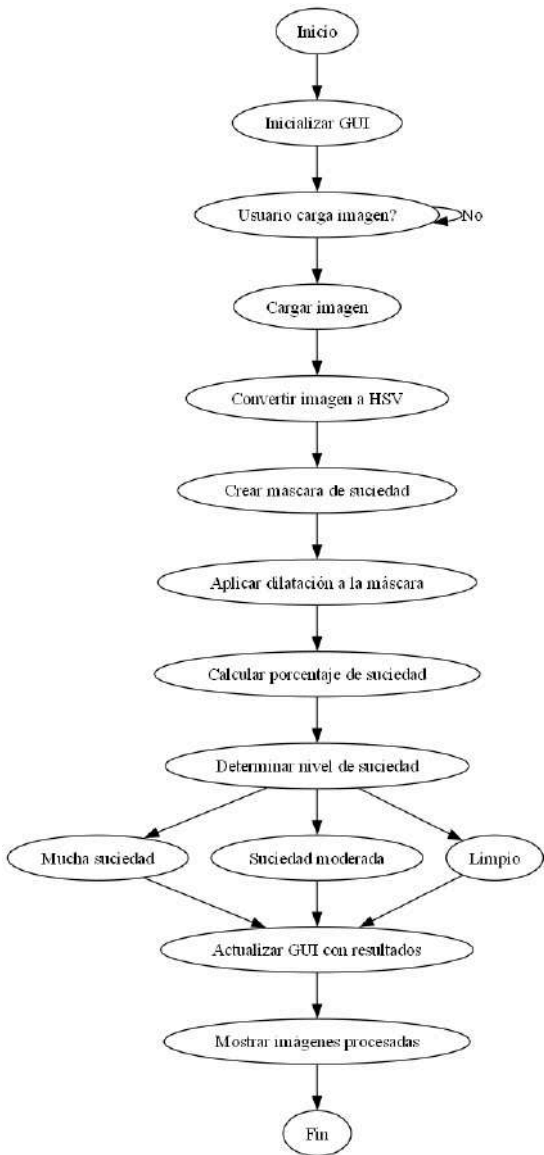 Inicio
Inicializar GUI
Usuario carga imagen?
No
Cargar imagen
Convertir imagen a HSV
Crear máscara de suciedad
Aplicar dilatación a la máscara
Calcular porcentaje de suciedad
Determinar nivel de suciedad
Mucha suciedad
Suciedad moderada
Limpio
Actualizar GUI con resultados
Mostrar imágenes procesadas
Fin